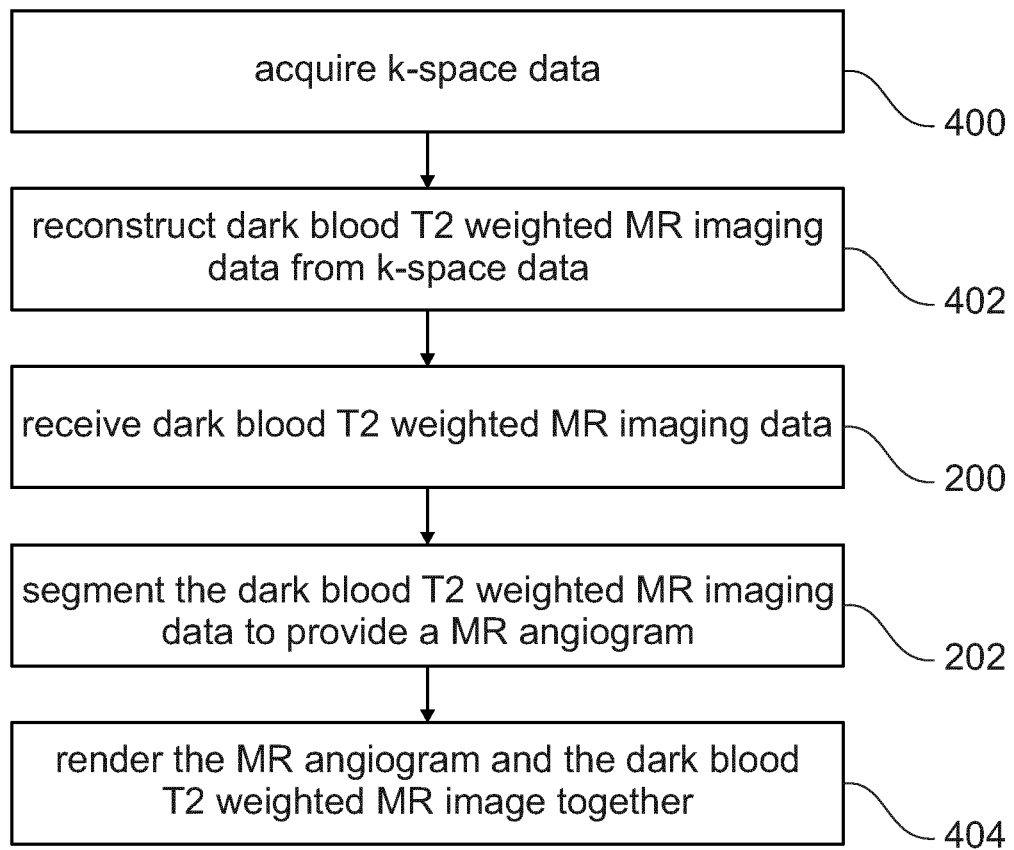 acquire k-space data
400
reconstruct dark blood T2 weighted MR imaging
data from k-space data
402
receive dark blood T2 weighted MR imaging data
200
segment the dark blood T2 weighted MR imaging
data to provide a MR angiogram
202
render the MR angiogram and the dark blood
T2 weighted MR image together
404